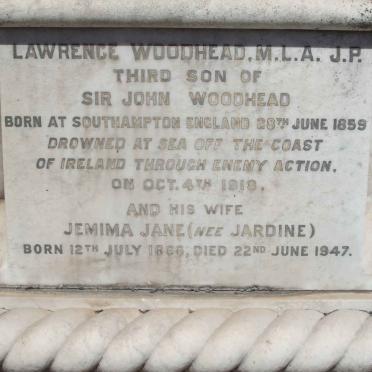 LAWRENCE WOODHEAD, M.L.A. J.P.
THIRD SON OF
SIR JOHN WOODHEAD
BORN AT SOUTHAMPTON ENGLAND 28TH JUNE 1859
DROWNED AT SEA OFF THE COAST
OF IRELAND THROUGH ENEMY ACTION,
ON OCT. 4TH 1918.
AND HIS WIFE
JEMIMA JANE (NEE JARDINE)
BORN 12TH JULY 1866, DIED 22ND JUNE 1947.